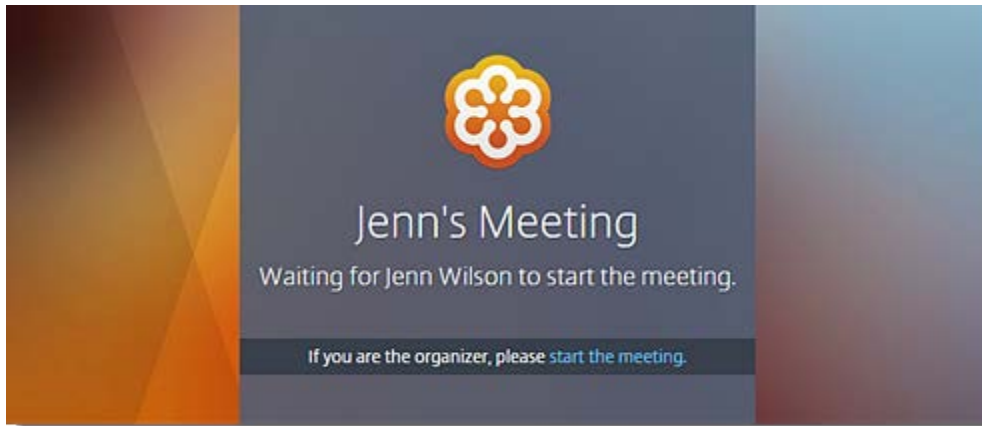 Jenn's Meeting
Waiting for Jenn Wilson to start the meeting.
If you are the organizer, please start the meeting.